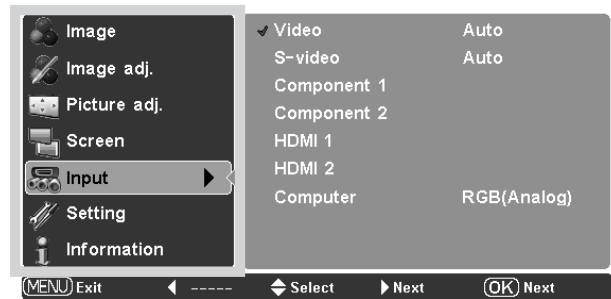 Image
Image adj.
Picture adj.
Screen
Input
Setting
Information
Video Auto
S-video Auto
Component 1
Component 2
HDMI 1
HDMI 2
Computer RGB(Analog)
MENU Exit ----- Select Next OK Next